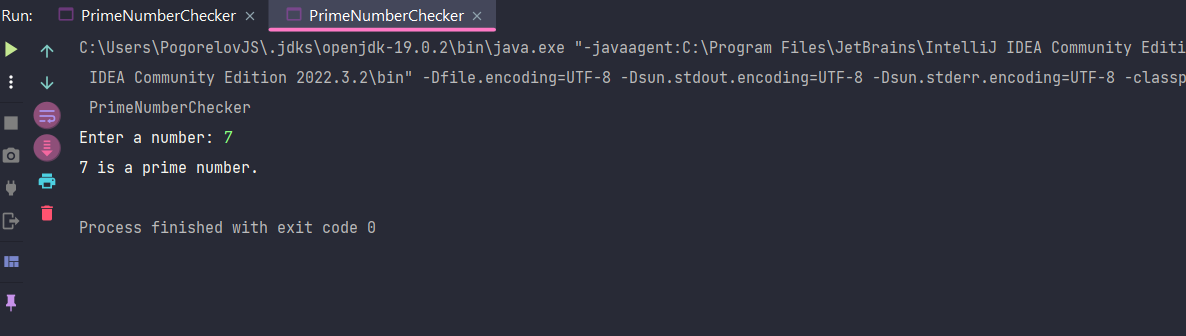 Run: PrimeNumberChecker × PrimeNumberChecker ×
C:\Users\PogorelovJS\.jdks\openjdk-19.0.2\bin\java.exe "-javaagent:C:\Program Files\JetBrains\IntelliJ IDEA Community Editi
IDEA Community Edition 2022.3.2\bin" -Dfile.encoding=UTF-8 -Dsun.stdout.encoding=UTF-8 -Dsun.stderr.encoding=UTF-8 -classp
PrimeNumberChecker
Enter a number: 7
7 is a prime number.
Process finished with exit code 0